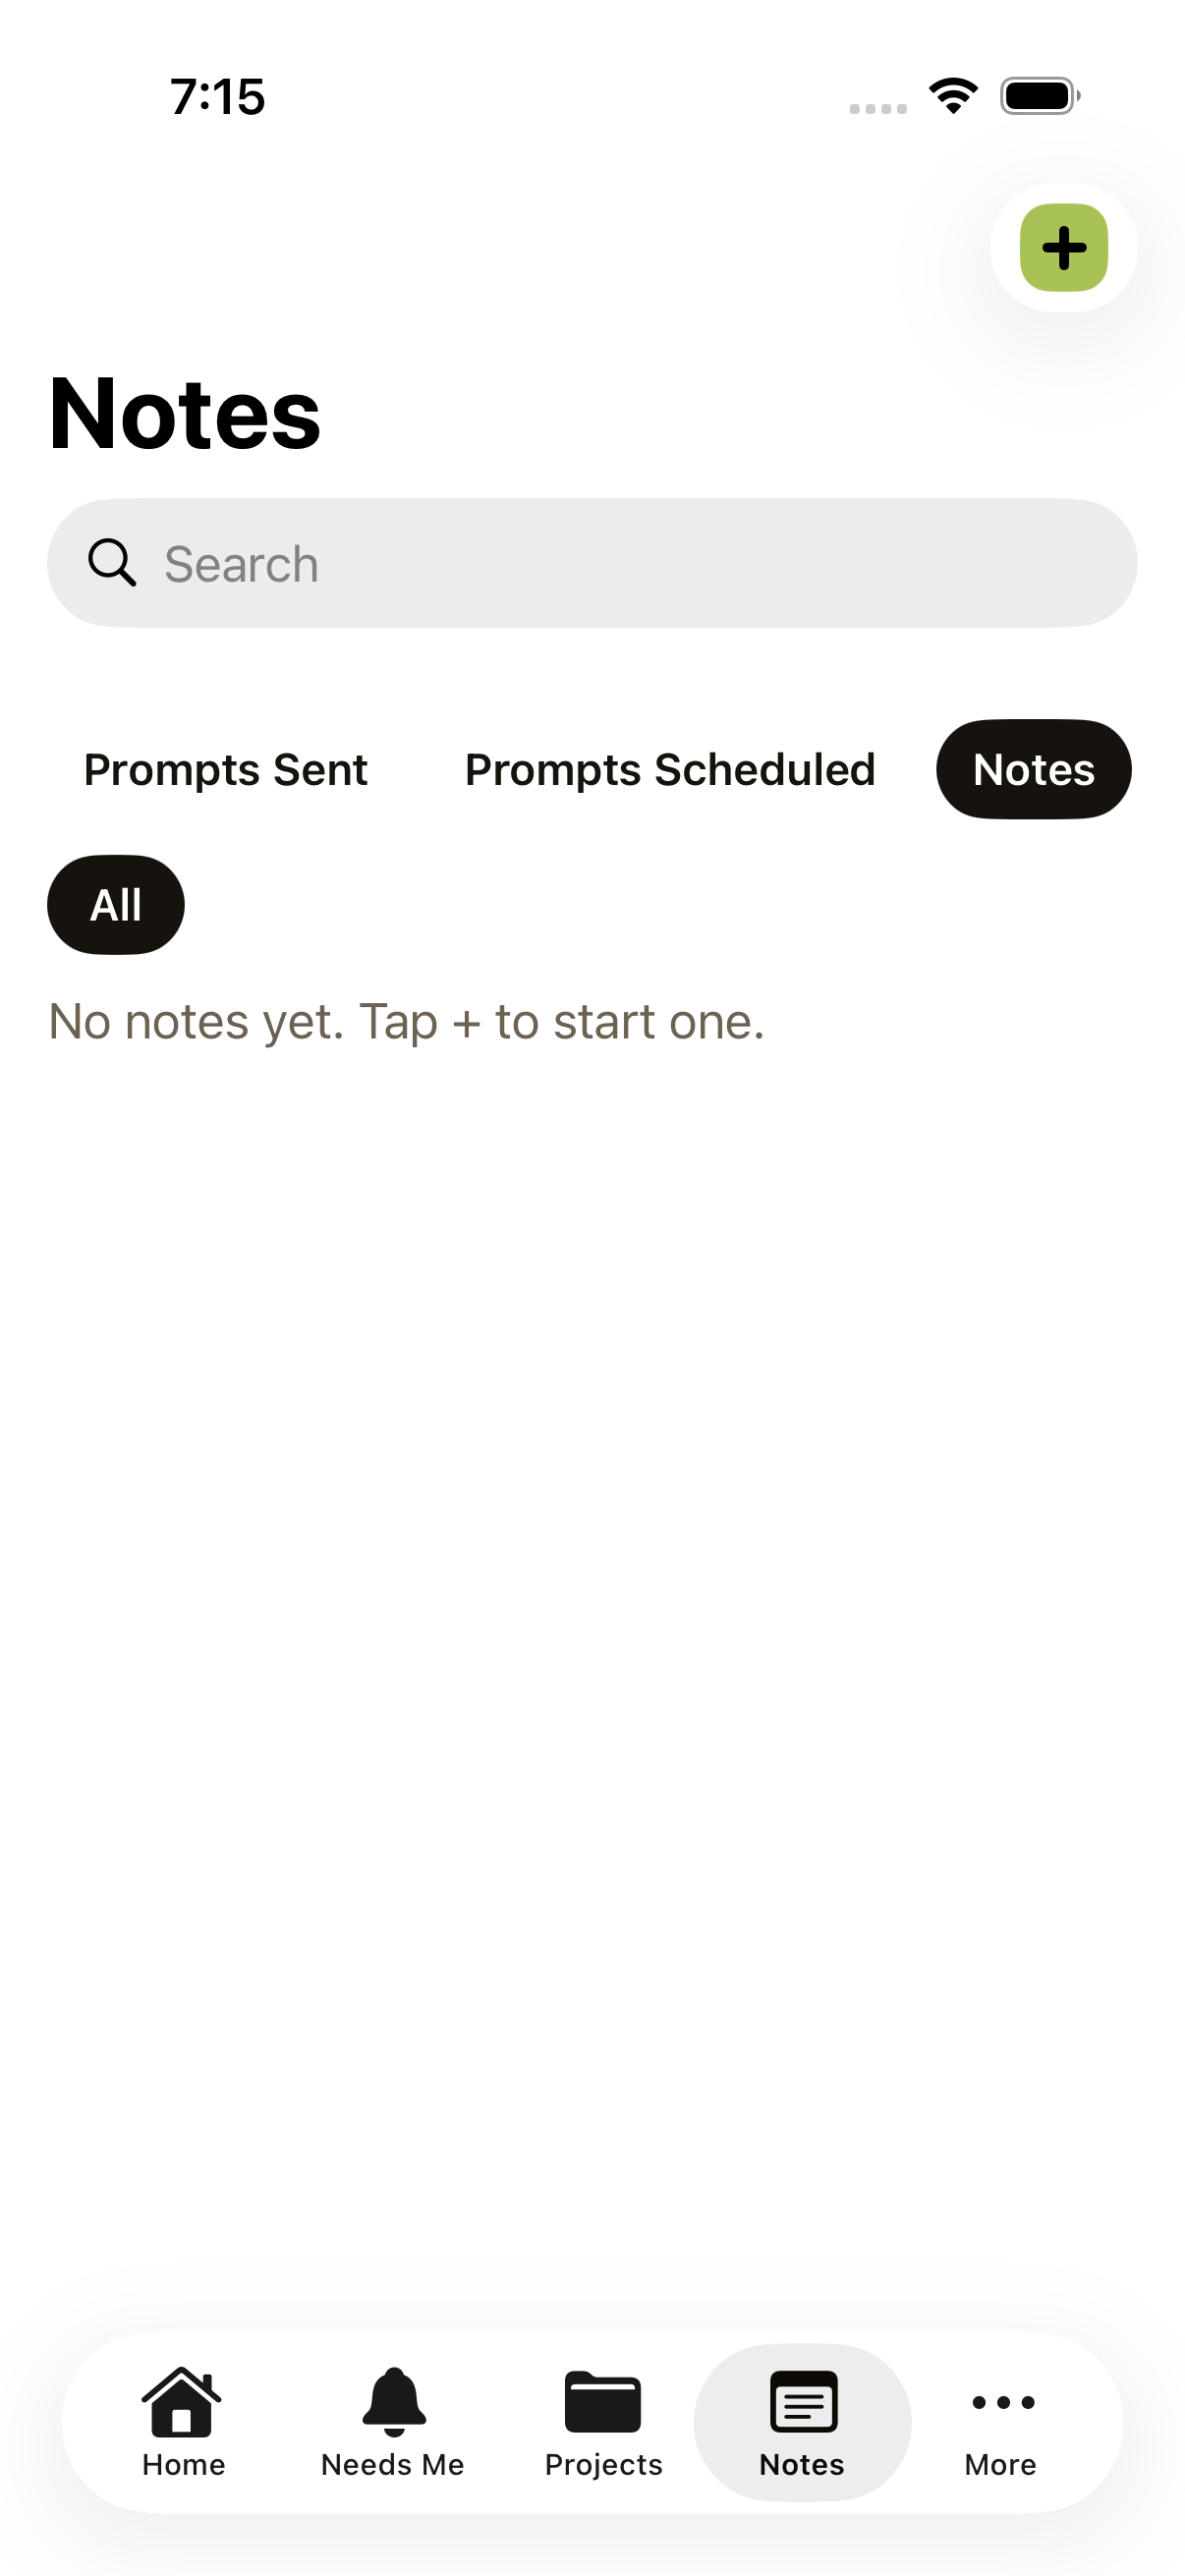 7:15
Notes
Search
Prompts Sent Prompts Scheduled Notes
All
No notes yet. Tap + to start one.
Home Needs Me Projects Notes More